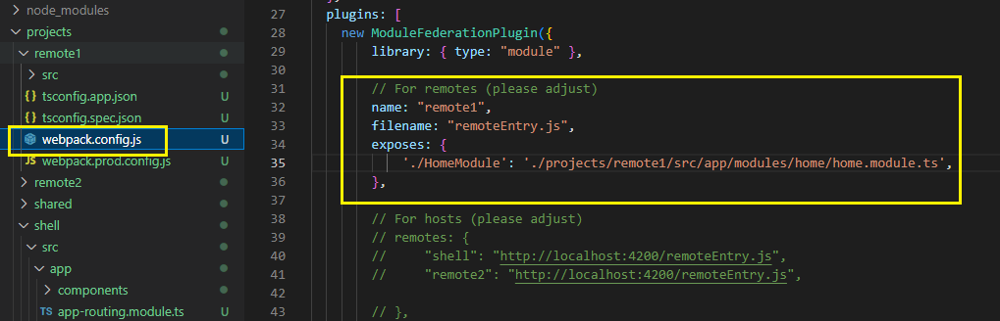 node_modules
projects
remote1
src
tsconfig.app.json U
tsconfig.spec.json U
webpack.config.js U
JS webpack.prod.config.js U
remote2
shared
shell
src
app
components
TS app-routing.module.ts U
27 plugins: [
28 new ModuleFederationPlugin({
29 library: { type: "module" },
30
31 // For remotes (please adjust)
32 name: "remote1",
33 filename: "remoteEntry.js",
34 exposes: {
35 './HomeModule': './projects/remote1/src/app/modules/home/home.module.ts',
36 },
37
38 // For hosts (please adjust)
39 // remotes: {
40 // "shell": "http://localhost:4200/remoteEntry.js",
41 // "remote2": "http://localhost:4200/remoteEntry.js",
42
43 // },